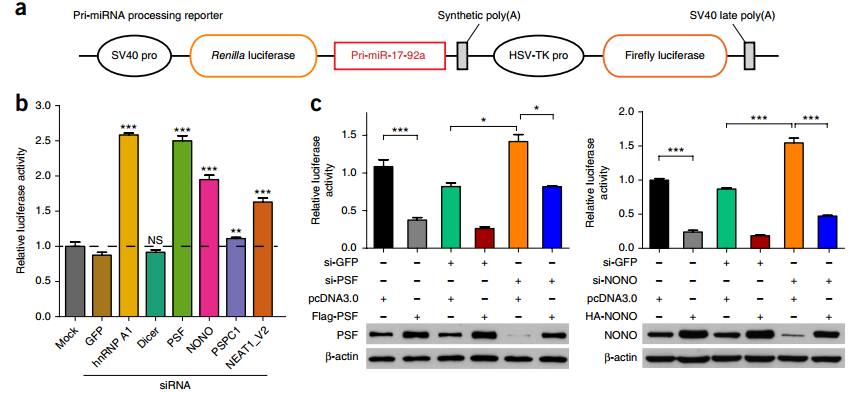 a
Pri-miRNA processing reporter
Synthetic poly(A)
SV40 late poly(A)
SV40 pro
Renilla luciferase
Pri-miR-17-92a
HSV-TK pro
Firefly luciferase
b
Relative luciferase activity
3.0
2.5
2.0
1.5
1.0
0.5
0.0
***
NS
***
***
**
***
Mock
GFP
hnRNP A1
Dicer
PSF
NONO
PSPC1
NEAT1_V2
siRNA
c
Relative luciferase
activity
1.5
1.0
0.5
0.0
***
*
*
si-GFP – – + + – –
si-PSF – – – – + +
pcDNA3.0 + – + – + –
Flag-PSF – + – + – +
PSF
β-actin
Relative luciferase
activity
2.0
1.5
1.0
0.5
0.0
***
***
***
si-GFP – – + + – –
si-NONO – – – – + +
pcDNA3.0 + – + – + –
HA-NONO – + – + – +
NONO
β-actin